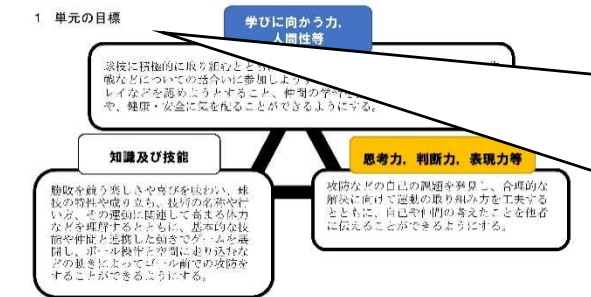 1 単元の目標
学びに向かう力,
人間性等
球技に積極的に取り組むとと
戦などについての話合いに参加しよう
レイなどを認めようとすること、仲間の学
や、健康・安全に気を配ることができるようにする。
知識及び技能
勝敗を競う楽しさや喜びを味わい、球
技の特性や成り立ち、技術の名称や行
い方、その運動に関連して高まる体力
などを理解するとともに、基本的な技
能や仲間と連携した動きでゲームを展
開し、ボール操作と空間に走り込むな
どの動きによってゴール前での攻防を
することができるようにする。
思考力, 判断力, 表現力等
攻防などの自己の課題を発見し、合理的な
解決に向けて運動の取り組み方を工夫する
とともに、自己や仲間の考えたことを他者
に伝えることができるようにする。